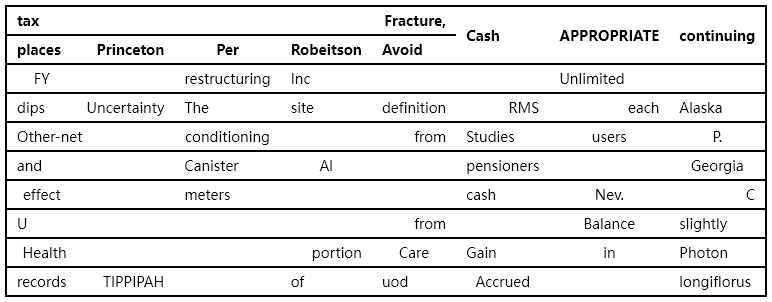 tax Fracture, Cash APPROPRIATE continuing
places Princeton Per Robeitson Avoid
FY restructuring Inc Unlimited
dips Uncertainty The site definition RMS each Alaska
Other-net conditioning from Studies users P.
and Canister AI pensioners Georgia
effect meters cash Nev. C
U from Balance slightly
Health portion Care Gain in Photon
records TIPPIPAH of uod Accrued longiflorus